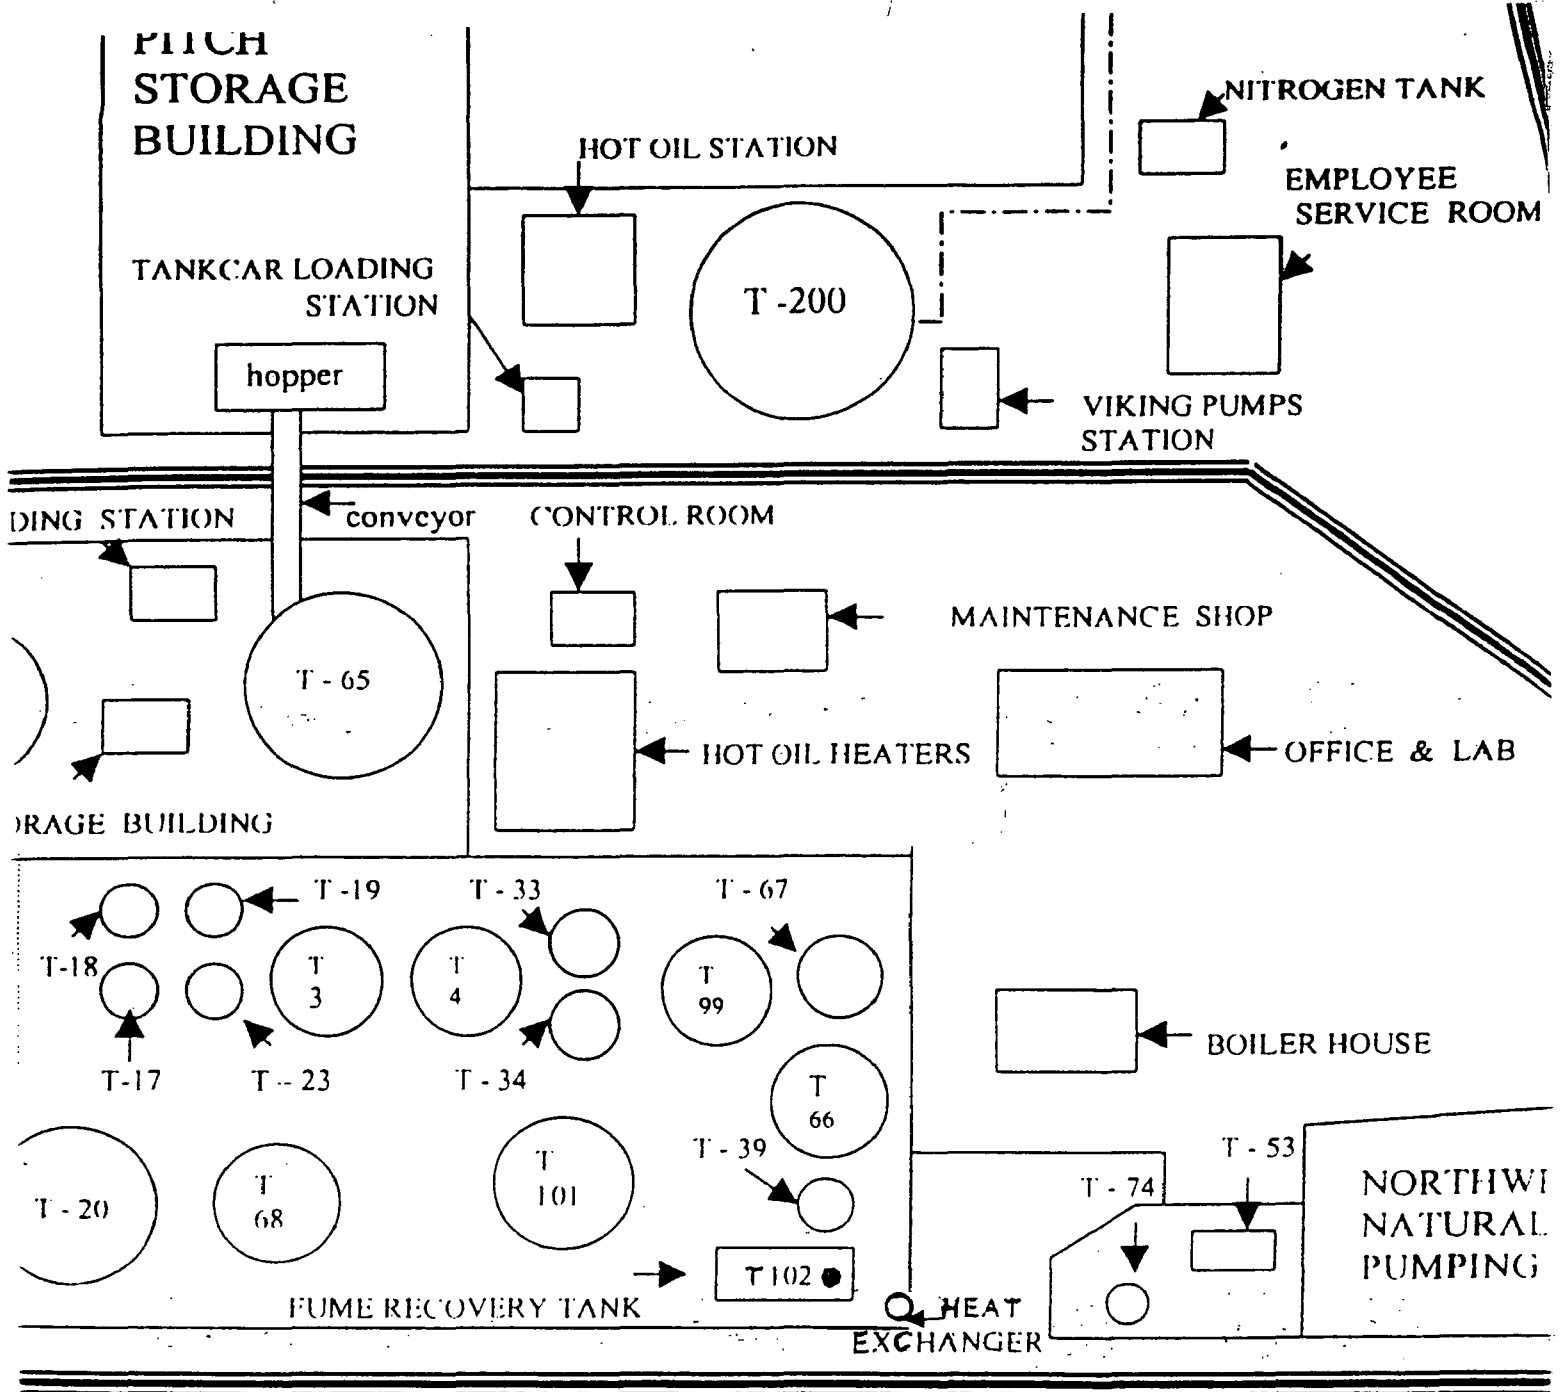 PITCH
STORAGE
BUILDING
NITROGEN TANK
HOT OIL STATION
EMPLOYEE
SERVICE ROOM
TANKCAR LOADING
STATION
T -200
hopper
VIKING PUMPS
STATION
DING STATION
conveyor
CONTROL ROOM
MAINTENANCE SHOP
T - 65
HOT OIL HEATERS
OFFICE & LAB
RAGE BUILDING
T -19
T - 33
T - 67
T-18
T
3
T
4
T
99
T-17
T - 23
T - 34
BOILER HOUSE
T
66
T - 39
T - 53
T - 74
T - 20
T
68
T
101
NORTHWI
NATURAL
PUMPING
T 102
FUME RECOVERY TANK
HEAT
EXCHANGER